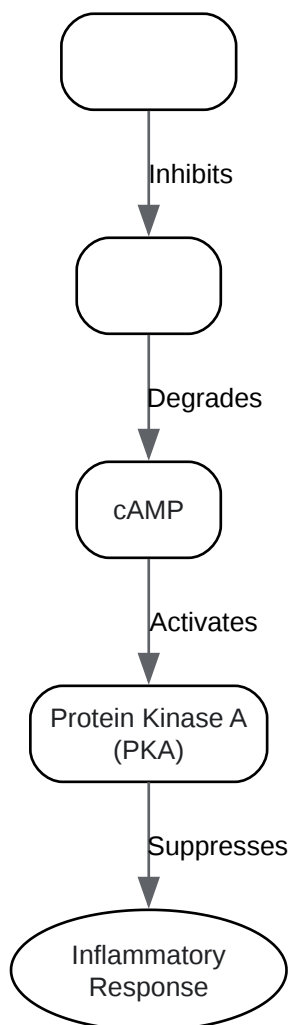 Inhibits
Degrades
cAMP
Activates
Protein Kinase A
(PKA)
Suppresses
Inflammatory
Response